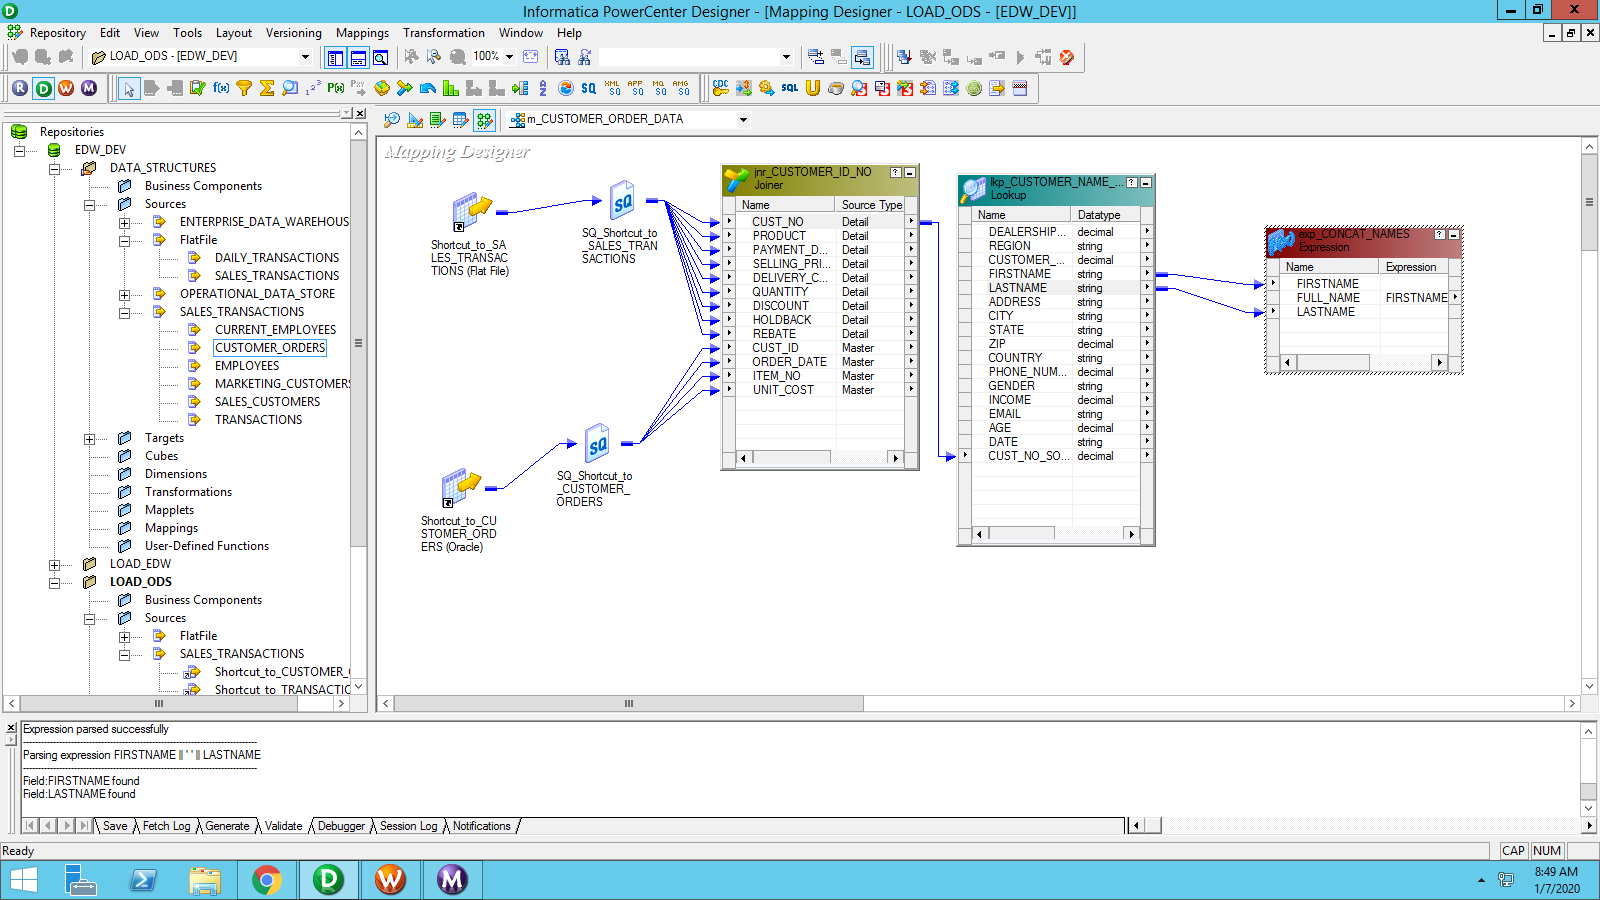 Informatica PowerCenter Designer - [Mapping Designer - LOAD_ODS - [EDW_DEV]]
Repository Edit View Tools Layout Versioning Mappings Transformation Window Help
LOAD_ODS - [EDW_DEV]
100%
m_CUSTOMER_ORDER_DATA
Repositories
EDW_DEV
DATA_STRUCTURES
Business Components
Sources
ENTERPRISE_DATA_WAREHOUS
FlatFile
DAILY_TRANSACTIONS
SALES_TRANSACTIONS
OPERATIONAL_DATA_STORE
SALES_TRANSACTIONS
CURRENT_EMPLOYEES
CUSTOMER_ORDERS
EMPLOYEES
MARKETING_CUSTOMERS
SALES_CUSTOMERS
TRANSACTIONS
Targets
Cubes
Dimensions
Transformations
Mapplets
Mappings
User-Defined Functions
LOAD_EDW
LOAD_ODS
Business Components
Sources
FlatFile
SALES_TRANSACTIONS
Shortcut_to_CUSTOMER_
Shortcut_to_TRANSACTIO
Mapping Designer
Shortcut_to_SA
LES_TRANSAC
TIONS (Flat File)
SQ
SQ_Shortcut_to
_SALES_TRAN
SACTIONS
Shortcut_to_CU
STOMER_ORD
ERS (Oracle)
SQ
SQ_Shortcut_to
_CUSTOMER_
ORDERS
jnr_CUSTOMER_ID_NO
Joiner
Name Source Type
CUST_NO Detail
PRODUCT Detail
PAYMENT_D... Detail
SELLING_PRI... Detail
DELIVERY_C... Detail
QUANTITY Detail
DISCOUNT Detail
HOLDBACK Detail
REBATE Detail
CUST_ID Master
ORDER_DATE Master
ITEM_NO Master
UNIT_COST Master
lkp_CUSTOMER_NAME_...
Lookup
Name Datatype
DEALERSHIP... decimal
REGION string
CUSTOMER_... decimal
FIRSTNAME string
LASTNAME string
ADDRESS string
CITY string
STATE string
ZIP decimal
COUNTRY string
PHONE_NUM... decimal
GENDER string
INCOME decimal
EMAIL string
AGE decimal
DATE string
CUST_NO_SO... decimal
exp_CONCAT_NAMES
Expression
Name Expression
FIRSTNAME
FULL_NAME FIRSTNAME
LASTNAME
Expression parsed successfully
Parsing expression FIRSTNAME || ' ' || LASTNAME
Field:FIRSTNAME found
Field:LASTNAME found
Save Fetch Log Generate Validate Debugger Session Log Notifications
Ready
CAP NUM
8:49 AM
1/7/2020